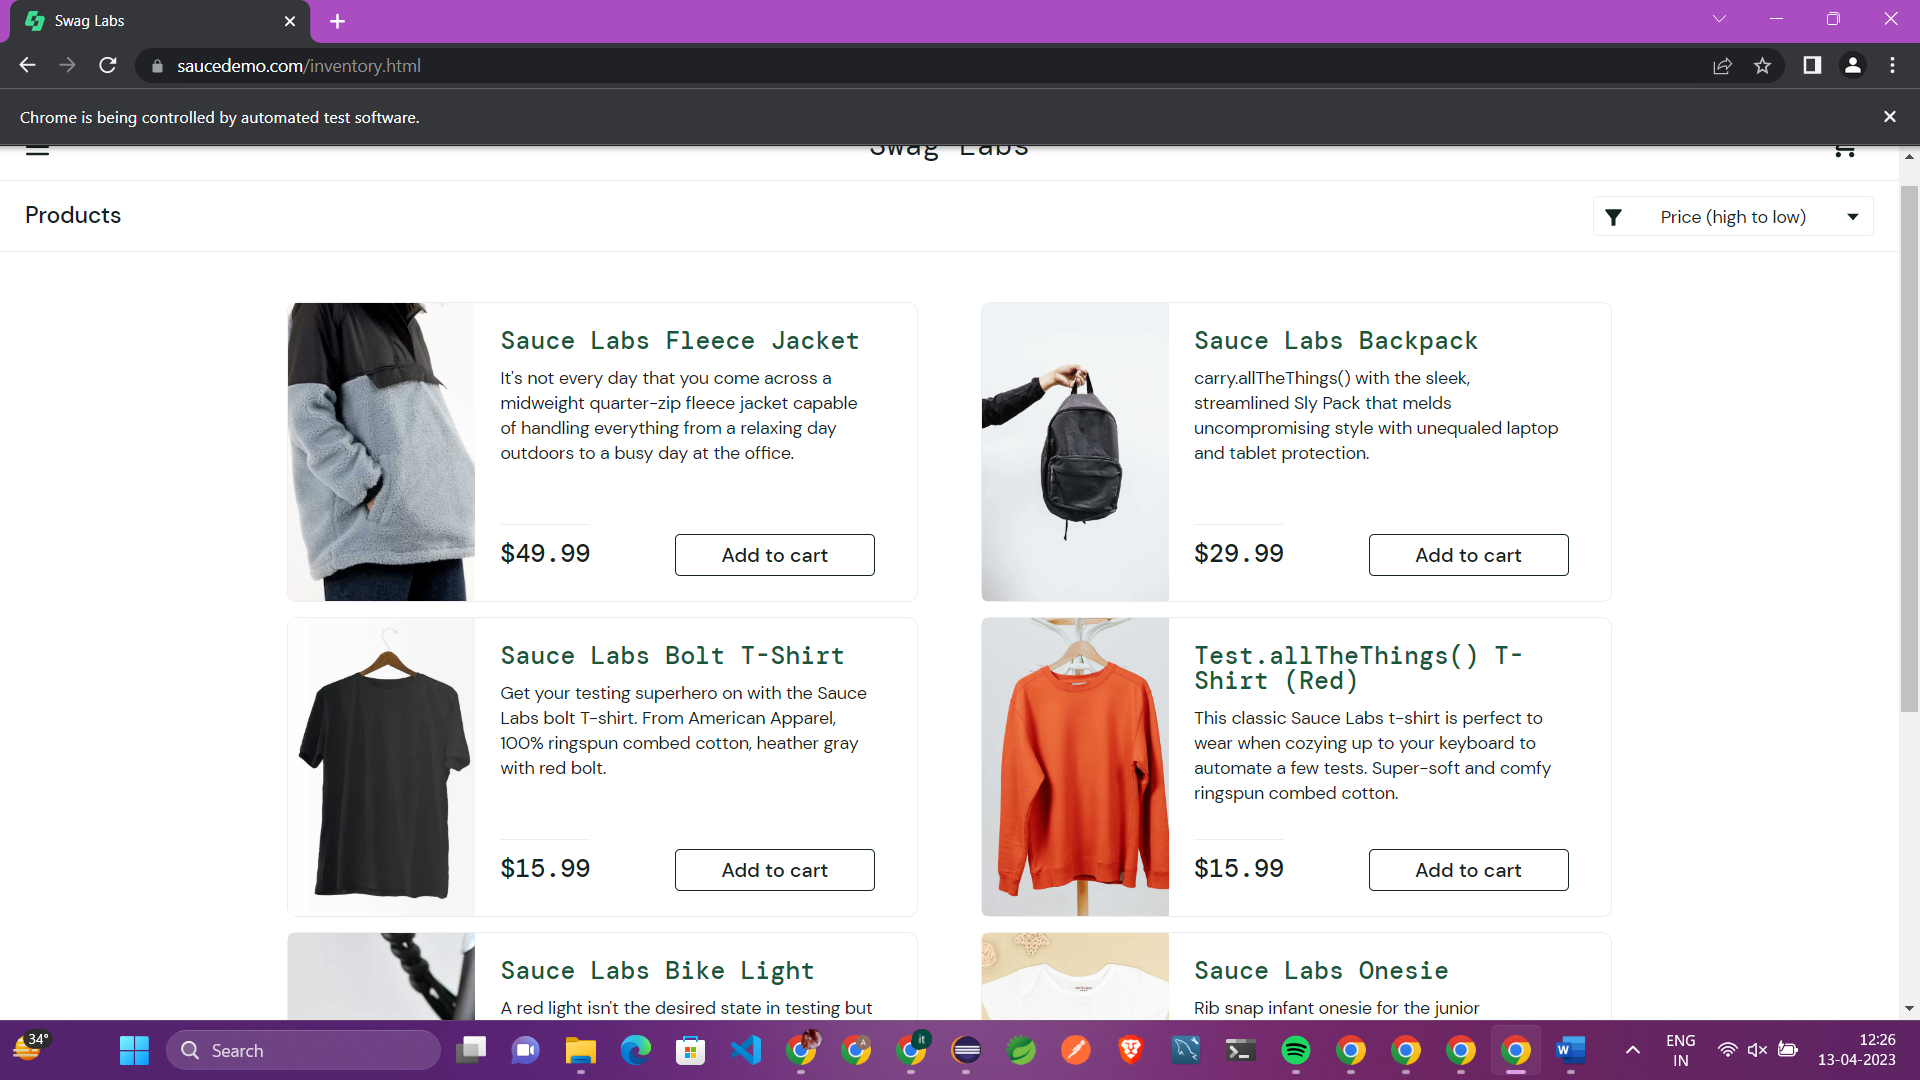 Swag Labs
saucedemo.com/inventory.html
Chrome is being controlled by automated test software.
Swag Labs
Products
Price (high to low)
Sauce Labs Fleece Jacket
It's not every day that you come across a
midweight quarter-zip fleece jacket capable
of handling everything from a relaxing day
outdoors to a busy day at the office.
$49.99
Add to cart
Sauce Labs Backpack
carry.allTheThings() with the sleek,
streamlined Sly Pack that melds
uncompromising style with unequaled laptop
and tablet protection.
$29.99
Add to cart
Sauce Labs Bolt T-Shirt
Get your testing superhero on with the Sauce
Labs bolt T-shirt. From American Apparel,
100% ringspun combed cotton, heather gray
with red bolt.
$15.99
Add to cart
Test.allTheThings() T-
Shirt (Red)
This classic Sauce Labs t-shirt is perfect to
wear when cozying up to your keyboard to
automate a few tests. Super-soft and comfy
ringspun combed cotton.
$15.99
Add to cart
Sauce Labs Bike Light
A red light isn't the desired state in testing but
Sauce Labs Onesie
Rib snap infant onesie for the junior
34°
Search
A
it
W
ENG
IN
12:26
13-04-2023